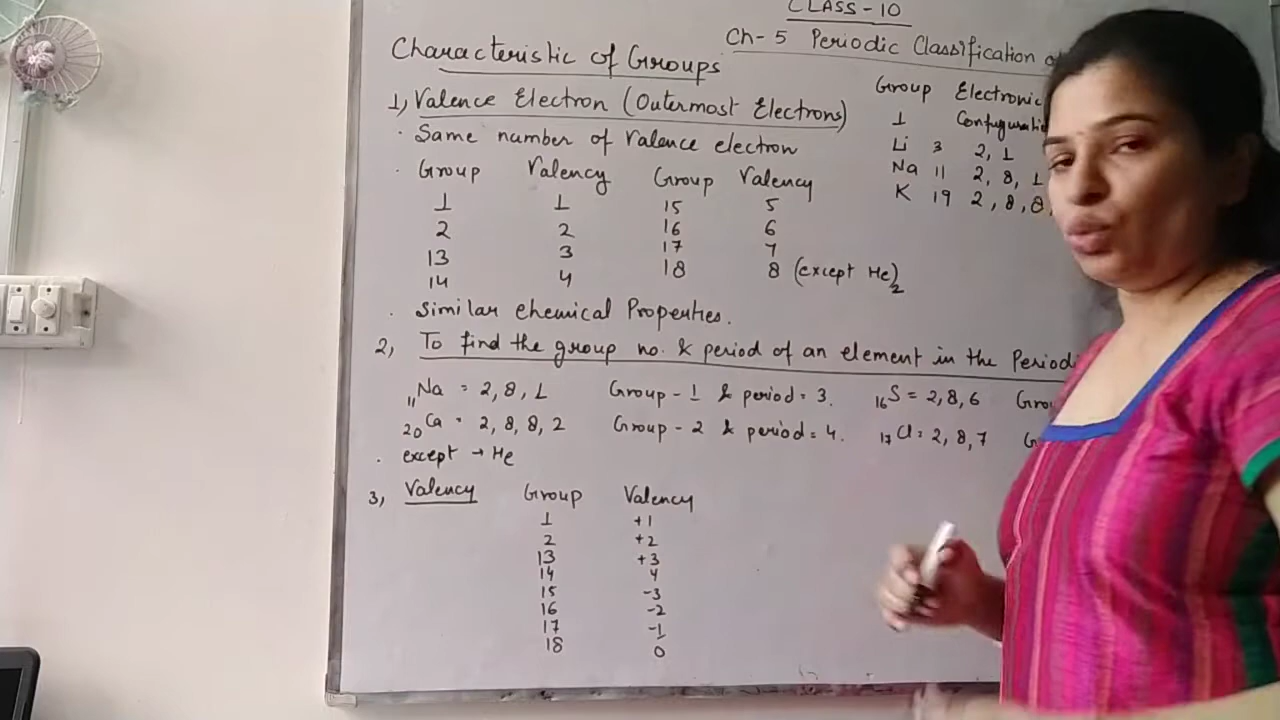 CLASS - 10
Ch- 5 Periodic Classification
Characteristic of Groups
1, Valence Electron (Outermost Electrons)
. Same number of Valence electron
. Group Valency Group Valency
1 1 15 5
2 2 16 6
13 3 17 7
14 4 18 8 (except He)2
. Similar Chemical Properties.
Group Electronic
1
Li 3 2, 1
Na 11 2, 8, 1
K 19 2, 8, 8
2, To find the group no. & period of an element in the
11Na = 2, 8, 1 Group - 1 & period = 3. 16S = 2, 8, 6
20Ca = 2, 8, 8, 2 Group - 2 & period = 4. 17Cl = 2, 8, 7
. except → He
3, Valency Group Valency
1 +1
2 +2
13 +3
14 4
15 -3
16 -2
17 -1
18 0